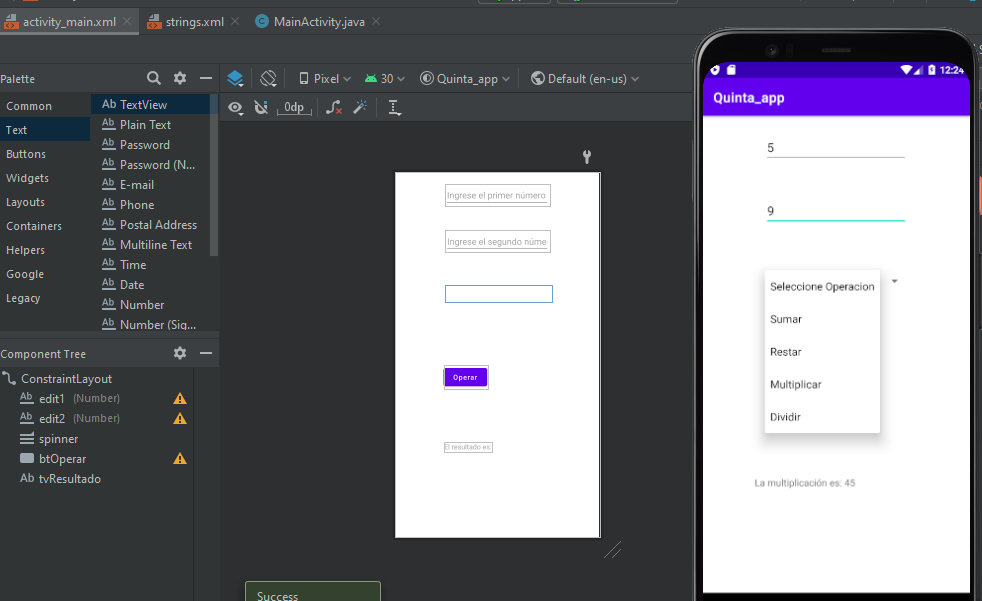 activity_main.xml
strings.xml
MainActivity.java
Palette
Pixel
30
Quinta_app
Default (en-us)
0dp
Common
Text
Buttons
Widgets
Layouts
Containers
Helpers
Google
Legacy
Ab TextView
Ab Plain Text
Ab Password
Ab Password (N...
Ab E-mail
Ab Phone
Ab Postal Address
Ab Multiline Text
Ab Time
Ab Date
Ab Number
Ab Number (Sig...
Component Tree
ConstraintLayout
Ab edit1 (Number)
Ab edit2 (Number)
spinner
btOperar
Ab tvResultado
Ingrese el primer número
Ingrese el segundo núme
Operar
El resultado es:
Success
12:24
Quinta_app
5
9
Seleccione Operacion
Sumar
Restar
Multiplicar
Dividir
La multiplicación es: 45